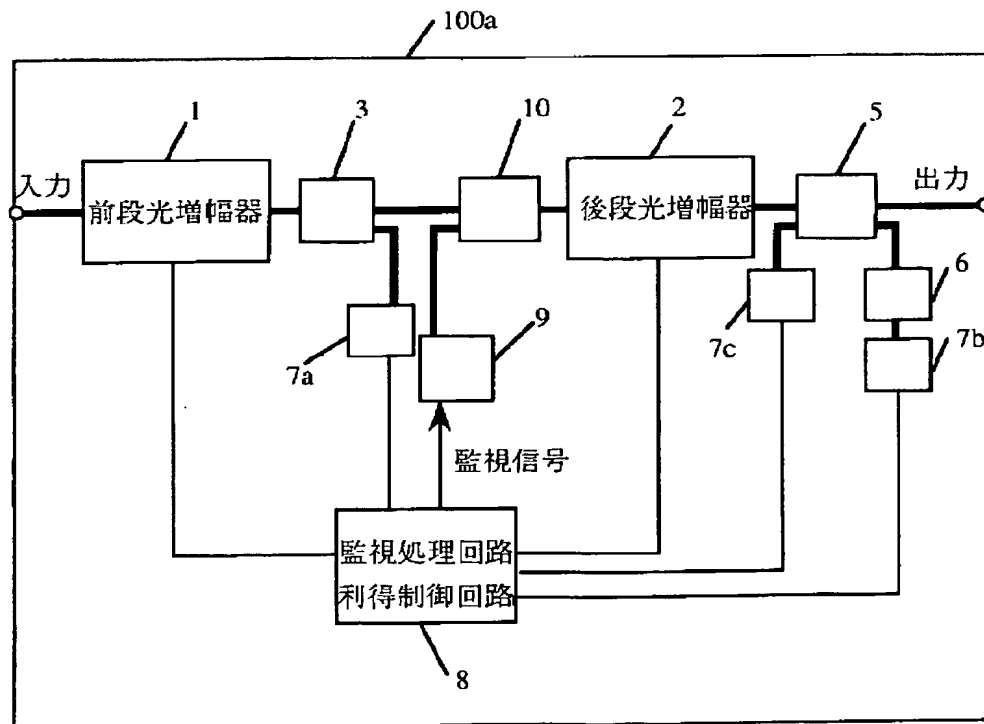 100a
1
3
10
2
5
入力
前段光増幅器
後段光増幅器
出力
6
7a
9
7c
7b
監視信号
監視処理回路
利得制御回路
8